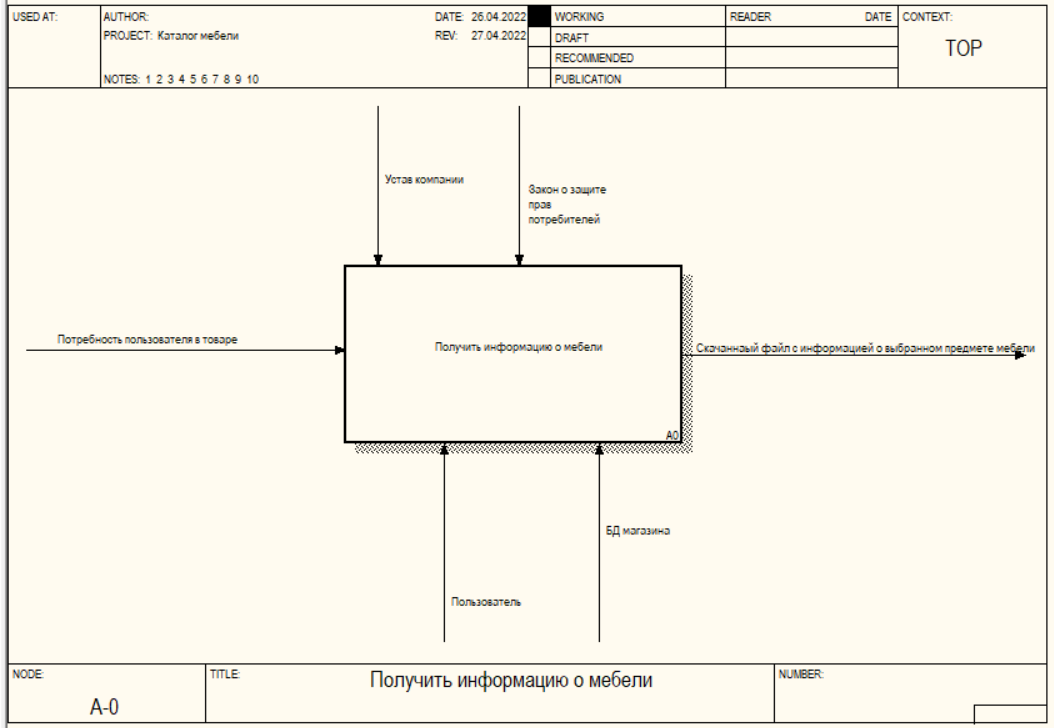 USED AT:
AUTHOR:
DATE: 26.04.2022
WORKING
READER
DATE
CONTEXT:
PROJECT: Каталог мебели
REV: 27.04.2022
DRAFT
TOP
RECOMMENDED
NOTES: 1 2 3 4 5 6 7 8 9 10
PUBLICATION
Устав компании
Закон о защите
прав
потребителей
Потребность пользователя в товаре
Получить информацию о мебели
Скачаннаый файл с информацией о выбранном предмете мебели
A0
БД магазина
Пользователь
NODE:
TITLE:
Получить информацию о мебели
NUMBER:
A-0